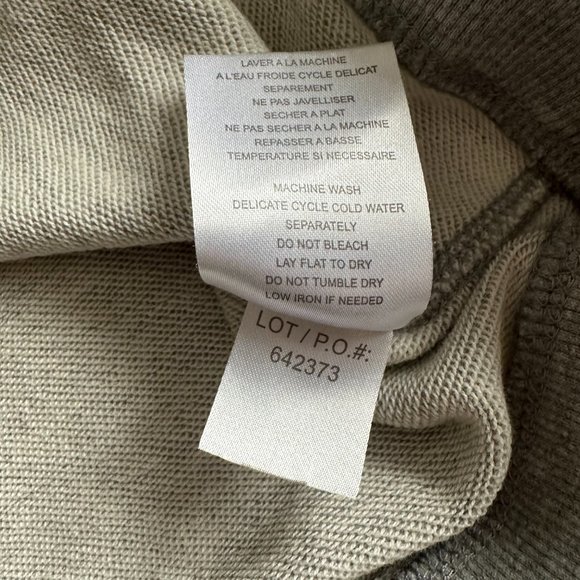 LAVER A LA MACHINE
A L'EAU FROIDE CYCLE DELICAT
SEPAREMENT
NE PAS JAVELLISER
SECHER A PLAT
NE PAS SECHER A LA MACHINE
REPASSER A BASSE
TEMPERATURE SI NECESSAIRE
MACHINE WASH
DELICATE CYCLE COLD WATER
SEPARATELY
DO NOT BLEACH
LAY FLAT TO DRY
DO NOT TUMBLE DRY
LOW IRON IF NEEDED
LOT / P.O.#:
642373